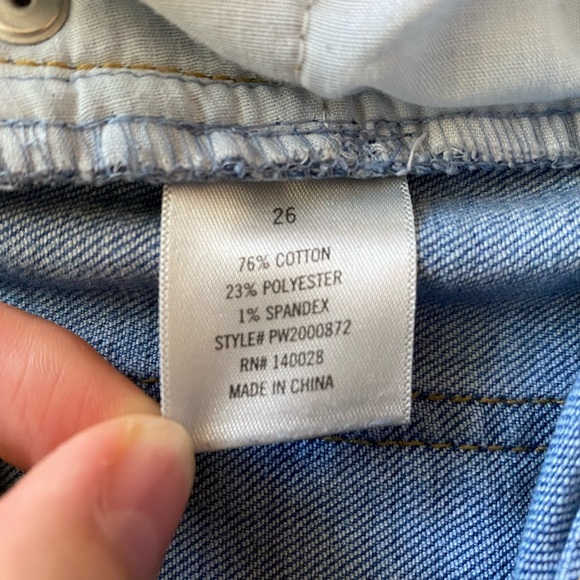 26
76% COTTON
23% POLYESTER
1% SPANDEX
STYLE# PW2000872
RN# 140028
MADE IN CHINA